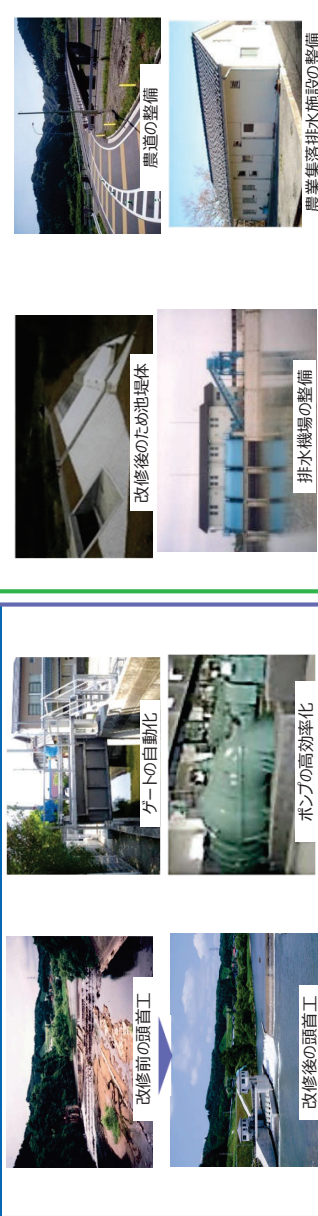 改修前の頭首工
改修後の頭首工
ゲートの自動化
ポンプの高効率化
改修後のため池堤体
排水機場の整備
農道の整備
農業集落排水施設の整備